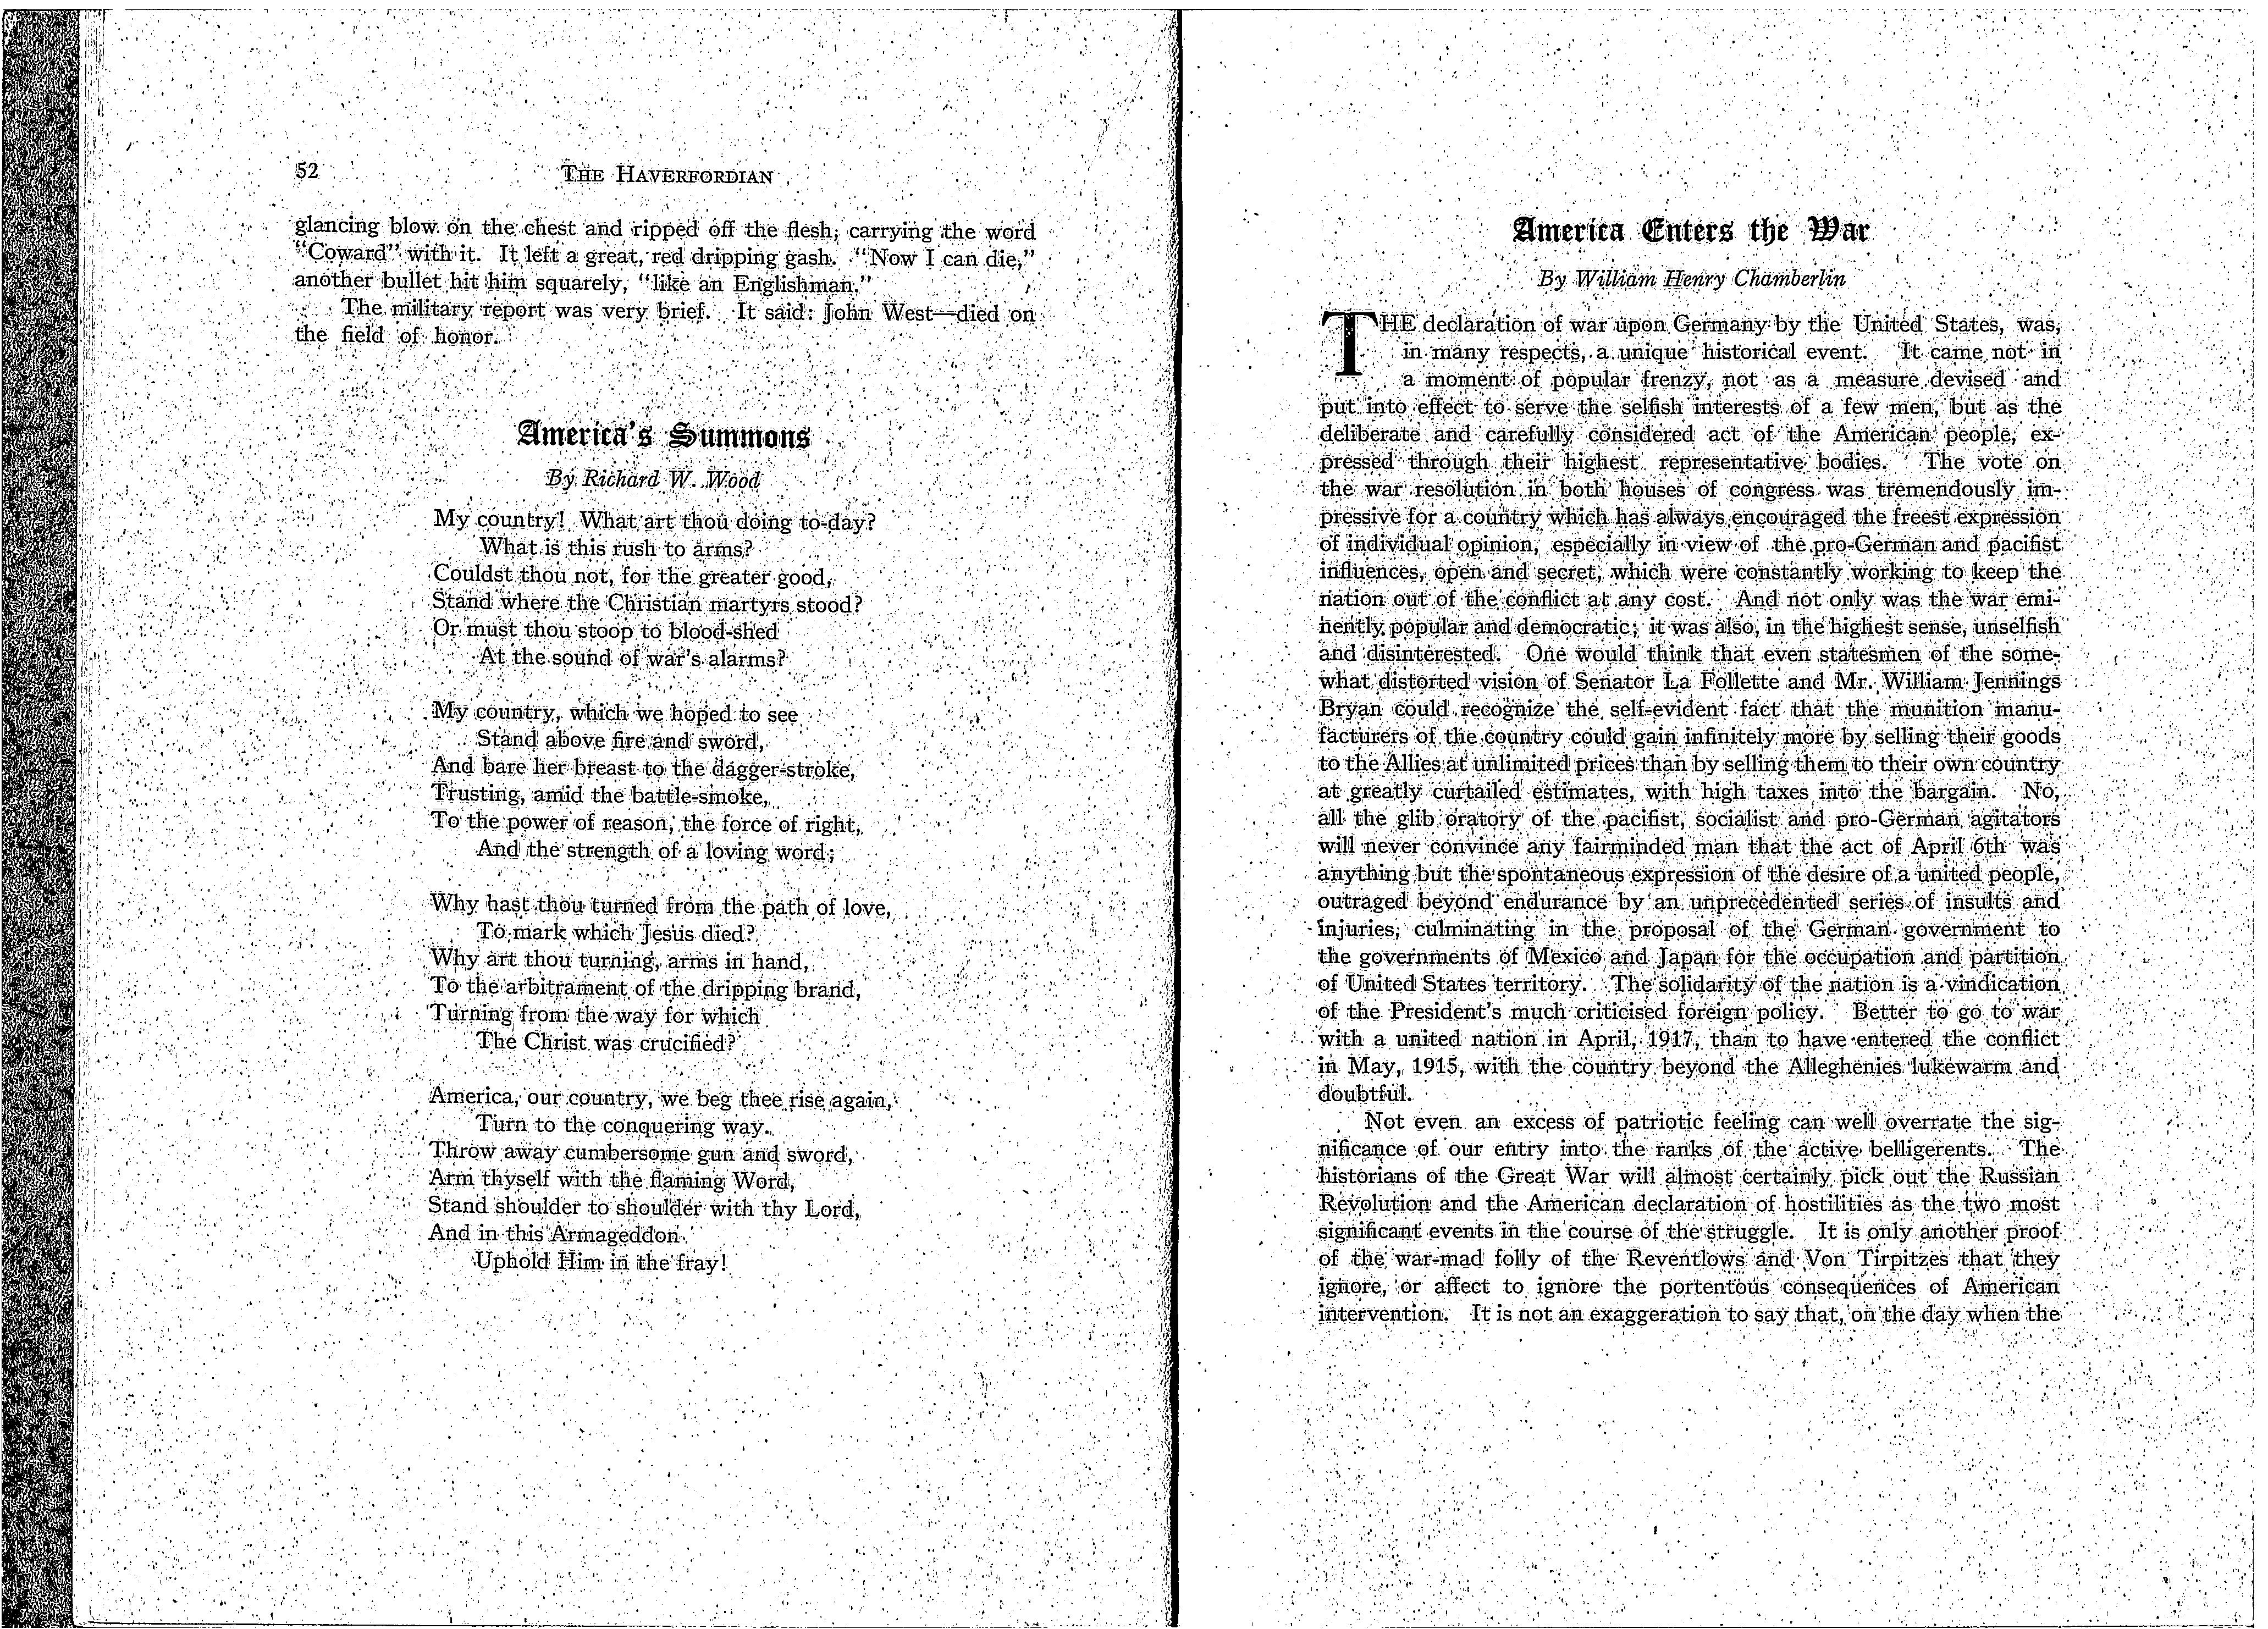 52
THE HAVERFORDIAN
glancing blow on the chest and ripped off the flesh, carrying the word
"Coward" with it. It left a great, red dripping gash. "Now I can die,"
another bullet hit him squarely, "like an Englishman."
The military report was very brief. It said: John West—died on
the field of honor.
America's Summons
By Richard W. Wood
My country! What art thou doing to-day?
What is this rush to arms?
Couldst thou not, for the greater good,
Stand where the Christian martyrs stood?
Or must thou stoop to blood-shed
At the sound of war's alarms?
My country, which we hoped to see
Stand above fire and sword,
And bare her breast to the dagger-stroke,
Trusting, amid the battle-smoke,
To the power of reason, the force of right,
And the strength of a loving word;
Why hast thou turned from the path of love,
To mark which Jesus died?
Why art thou turning, arms in hand,
To the arbitrament of the dripping brand,
Turning from the way for which
The Christ was crucified?
America, our country, we beg thee rise again,
Turn to the conquering way.
Throw away cumbersome gun and sword,
Arm thyself with the flaming Word,
Stand shoulder to shoulder with thy Lord,
And in this Armageddon
Uphold Him in the fray!
America Enters the War
By William Henry Chamberlin
THE declaration of war upon Germany by the United States, was,
in many respects, a unique historical event. It came not in
a moment of popular frenzy, not as a measure devised and
put into effect to serve the selfish interests of a few men, but as the
deliberate and carefully considered act of the American people, ex-
pressed through their highest representative bodies. The vote on
the war resolution in both houses of congress was tremendously im-
pressive for a country which has always encouraged the freest expression
of individual opinion, especially in view of the pro-German and pacifist
influences, open and secret, which were constantly working to keep the
nation out of the conflict at any cost. And not only was the war emi-
nently popular and democratic; it was also, in the highest sense, unselfish
and disinterested. One would think that even statesmen of the some-
what distorted vision of Senator La Follette and Mr. William Jennings
Bryan could recognize the self-evident fact that the munition manu-
facturers of the country could gain infinitely more by selling their goods
to the Allies at unlimited prices than by selling them to their own country
at greatly curtailed estimates, with high taxes into the bargain. No,
all the glib oratory of the pacifist, socialist and pro-German agitators
will never convince any fairminded man that the act of April 6th was
anything but the spontaneous expression of the desire of a united people,
outraged beyond endurance by an unprecedented series of insults and
injuries, culminating in the proposal of the German government to
the governments of Mexico and Japan for the occupation and partition
of United States territory. The solidarity of the nation is a vindication
of the President's much criticised foreign policy. Better to go to war
with a united nation in April, 1917, than to have entered the conflict
in May, 1915, with the country beyond the Alleghenies lukewarm and
doubtful.
Not even an excess of patriotic feeling can well overrate the sig-
nificance of our entry into the ranks of the active belligerents. The
historians of the Great War will almost certainly pick out the Russian
Revolution and the American declaration of hostilities as the two most
significant events in the course of the struggle. It is only another proof
of the war-mad folly of the Reventlows and Von Tirpitzes that they
ignore, or affect to ignore the portentous consequences of American
intervention. It is not an exaggeration to say that, on the day when the